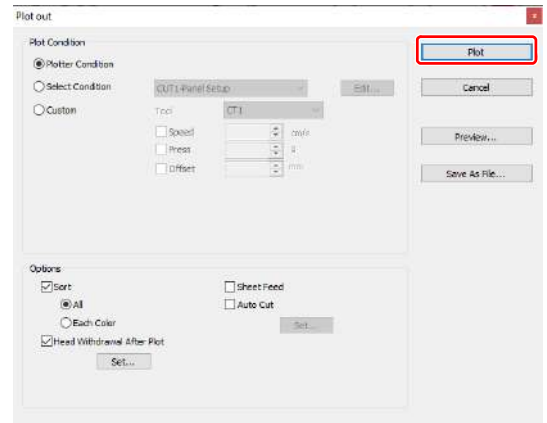 Plot out
Plot Condition
Plotter Condition
Select Condition
CUT1-Panel Setup
Edit...
Custom
Tool
CT1
Speed
cm/s
Press
g
Offset
mm
Plot
Cancel
Preview...
Save As File...
Options
Sort
All
Each Color
Head Withdrawal After Plot
Set...
Sheet Feed
Auto Cut
Set...